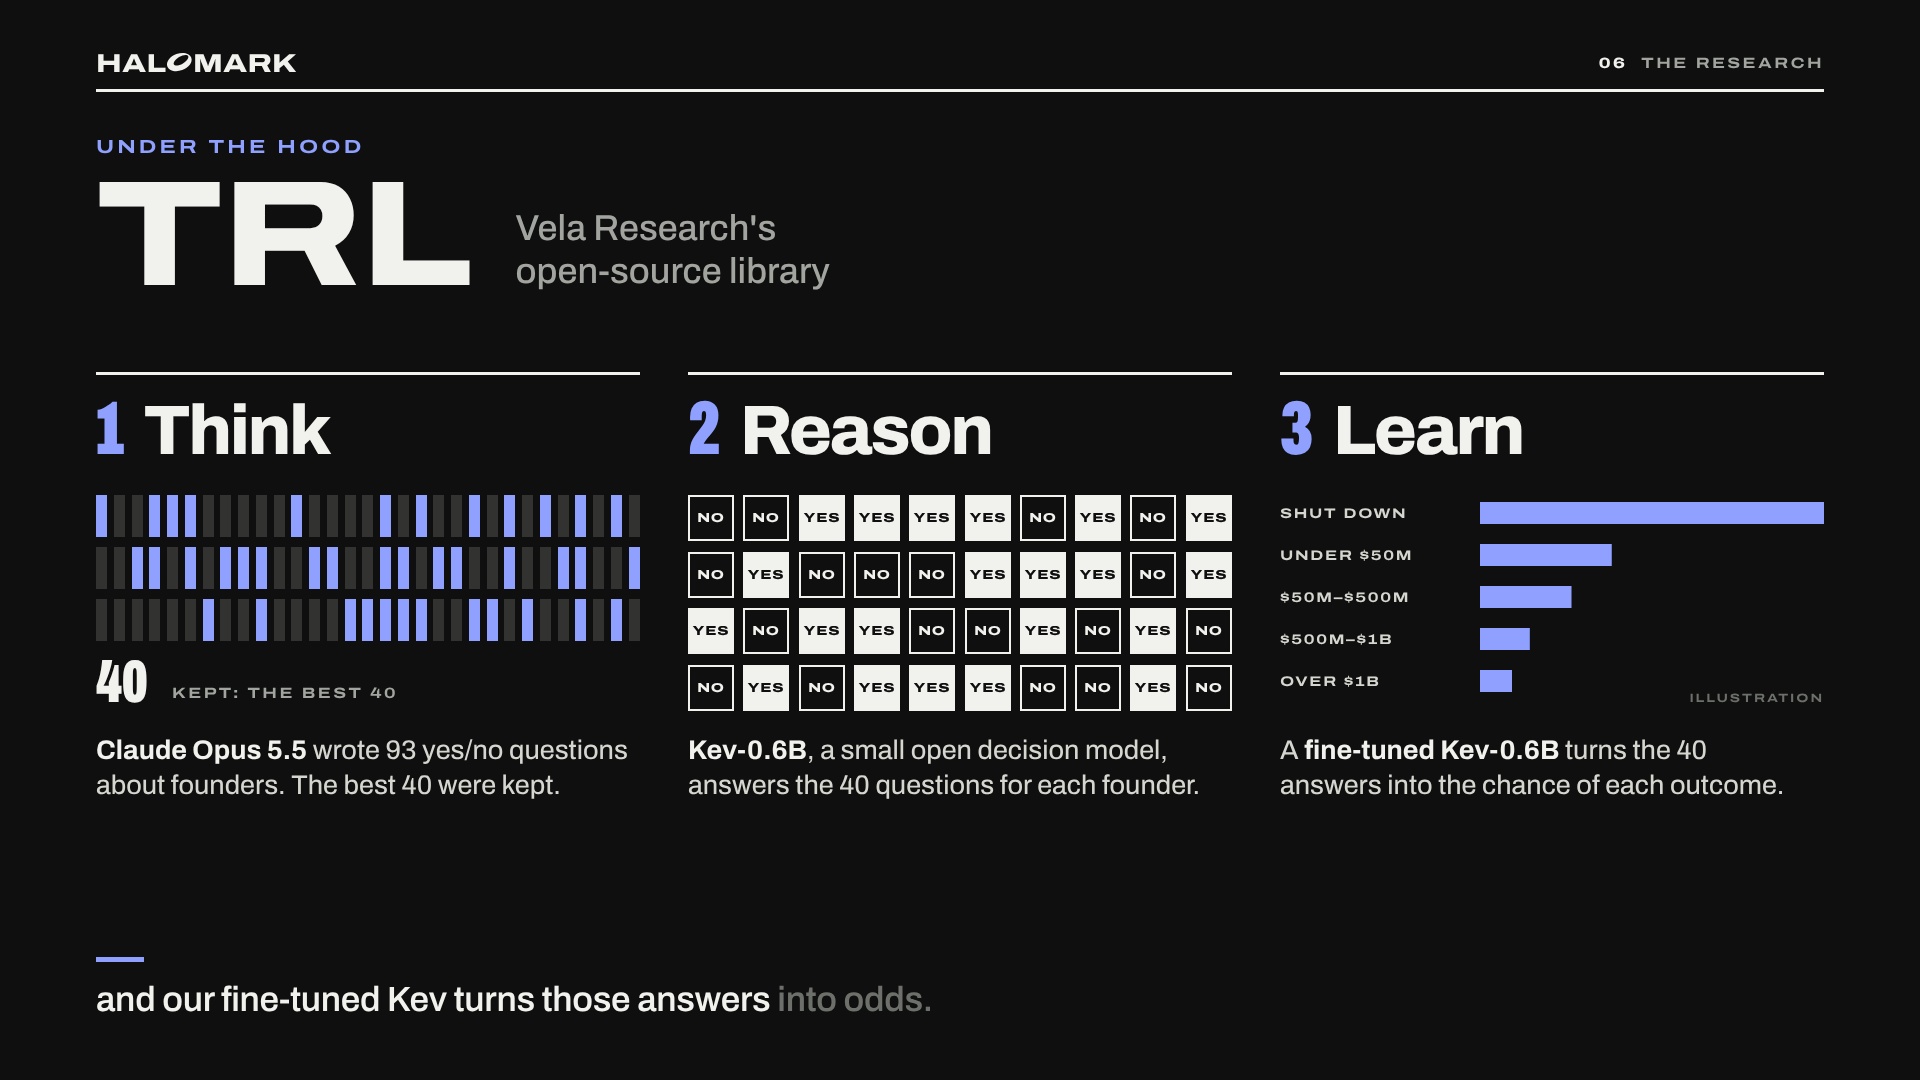 HALOMARK
06 THE RESEARCH
UNDER THE HOOD
TRL
Vela Research's
open-source library
1 Think
40 KEPT: THE BEST 40
Claude Opus 5.5 wrote 93 yes/no questions
about founders. The best 40 were kept.
2 Reason
NO NO YES YES YES YES NO YES NO YES
NO YES NO NO NO YES YES YES NO YES
YES NO YES YES NO NO YES NO YES NO
NO YES NO YES YES YES NO NO YES NO
Kev-0.6B, a small open decision model,
answers the 40 questions for each founder.
3 Learn
SHUT DOWN
UNDER $50M
$50M–$500M
$500M–$1B
OVER $1B
ILLUSTRATION
A fine-tuned Kev-0.6B turns the 40
answers into the chance of each outcome.
and our fine-tuned Kev turns those answers into odds.